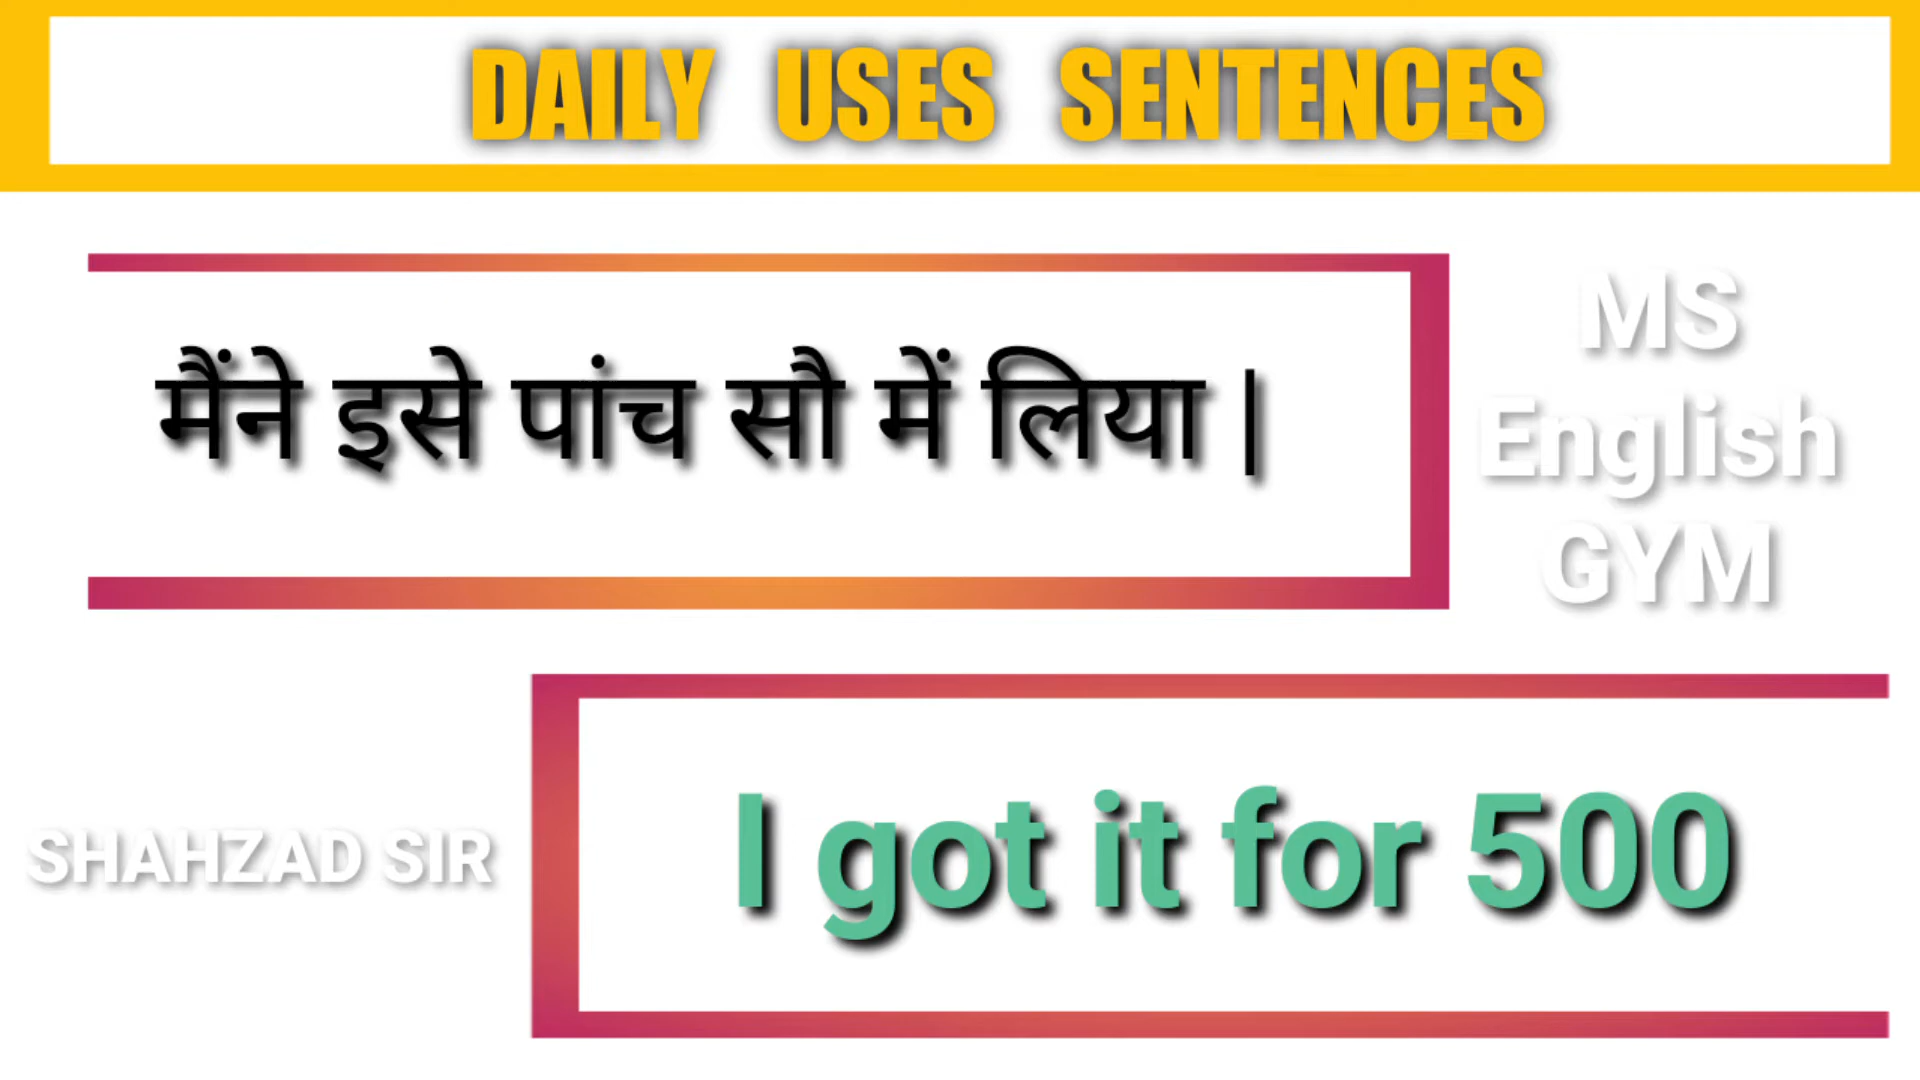 DAILY USES SENTENCES
मैंने इसे पांच सौ में लिया |
MS
English
GYM
SHAHZAD SIR
I got it for 500